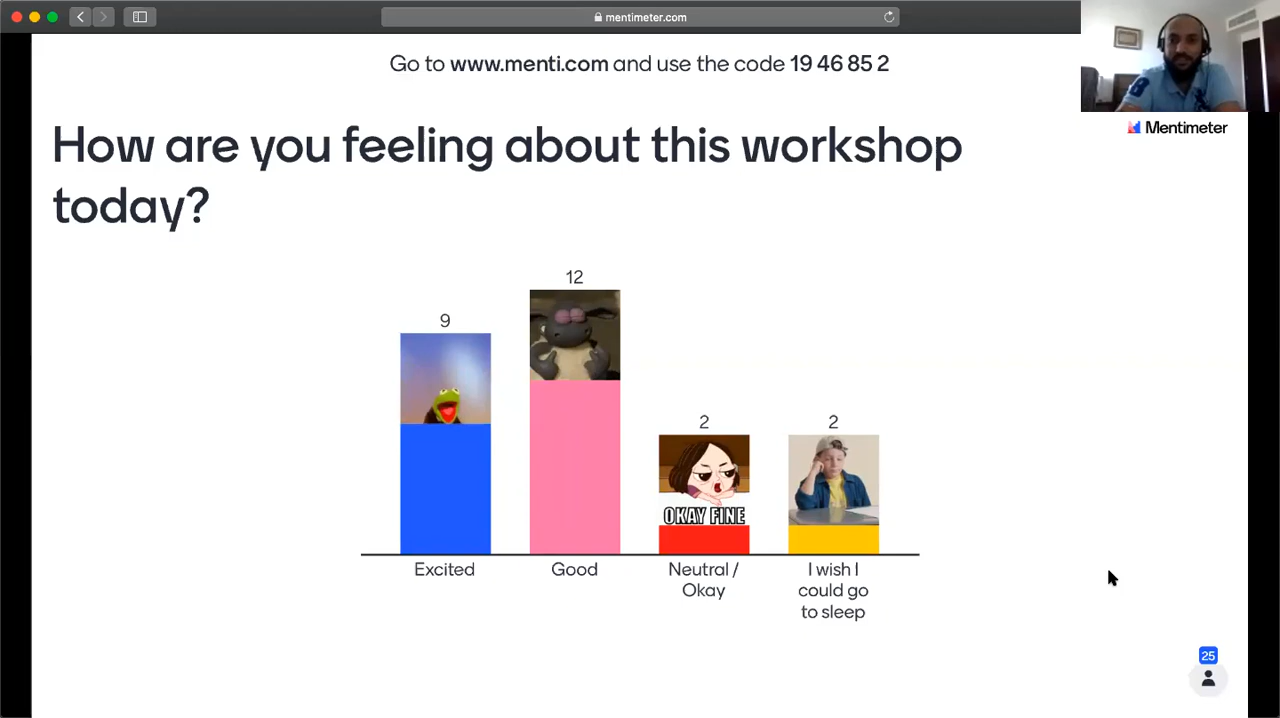 mentimeter.com
Go to www.menti.com and use the code 19 46 85 2
Mentimeter
How are you feeling about this workshop
today?
12
9
2
2
OKAY FINE
Excited
Good
Neutral /
Okay
I wish I
could go
to sleep
25